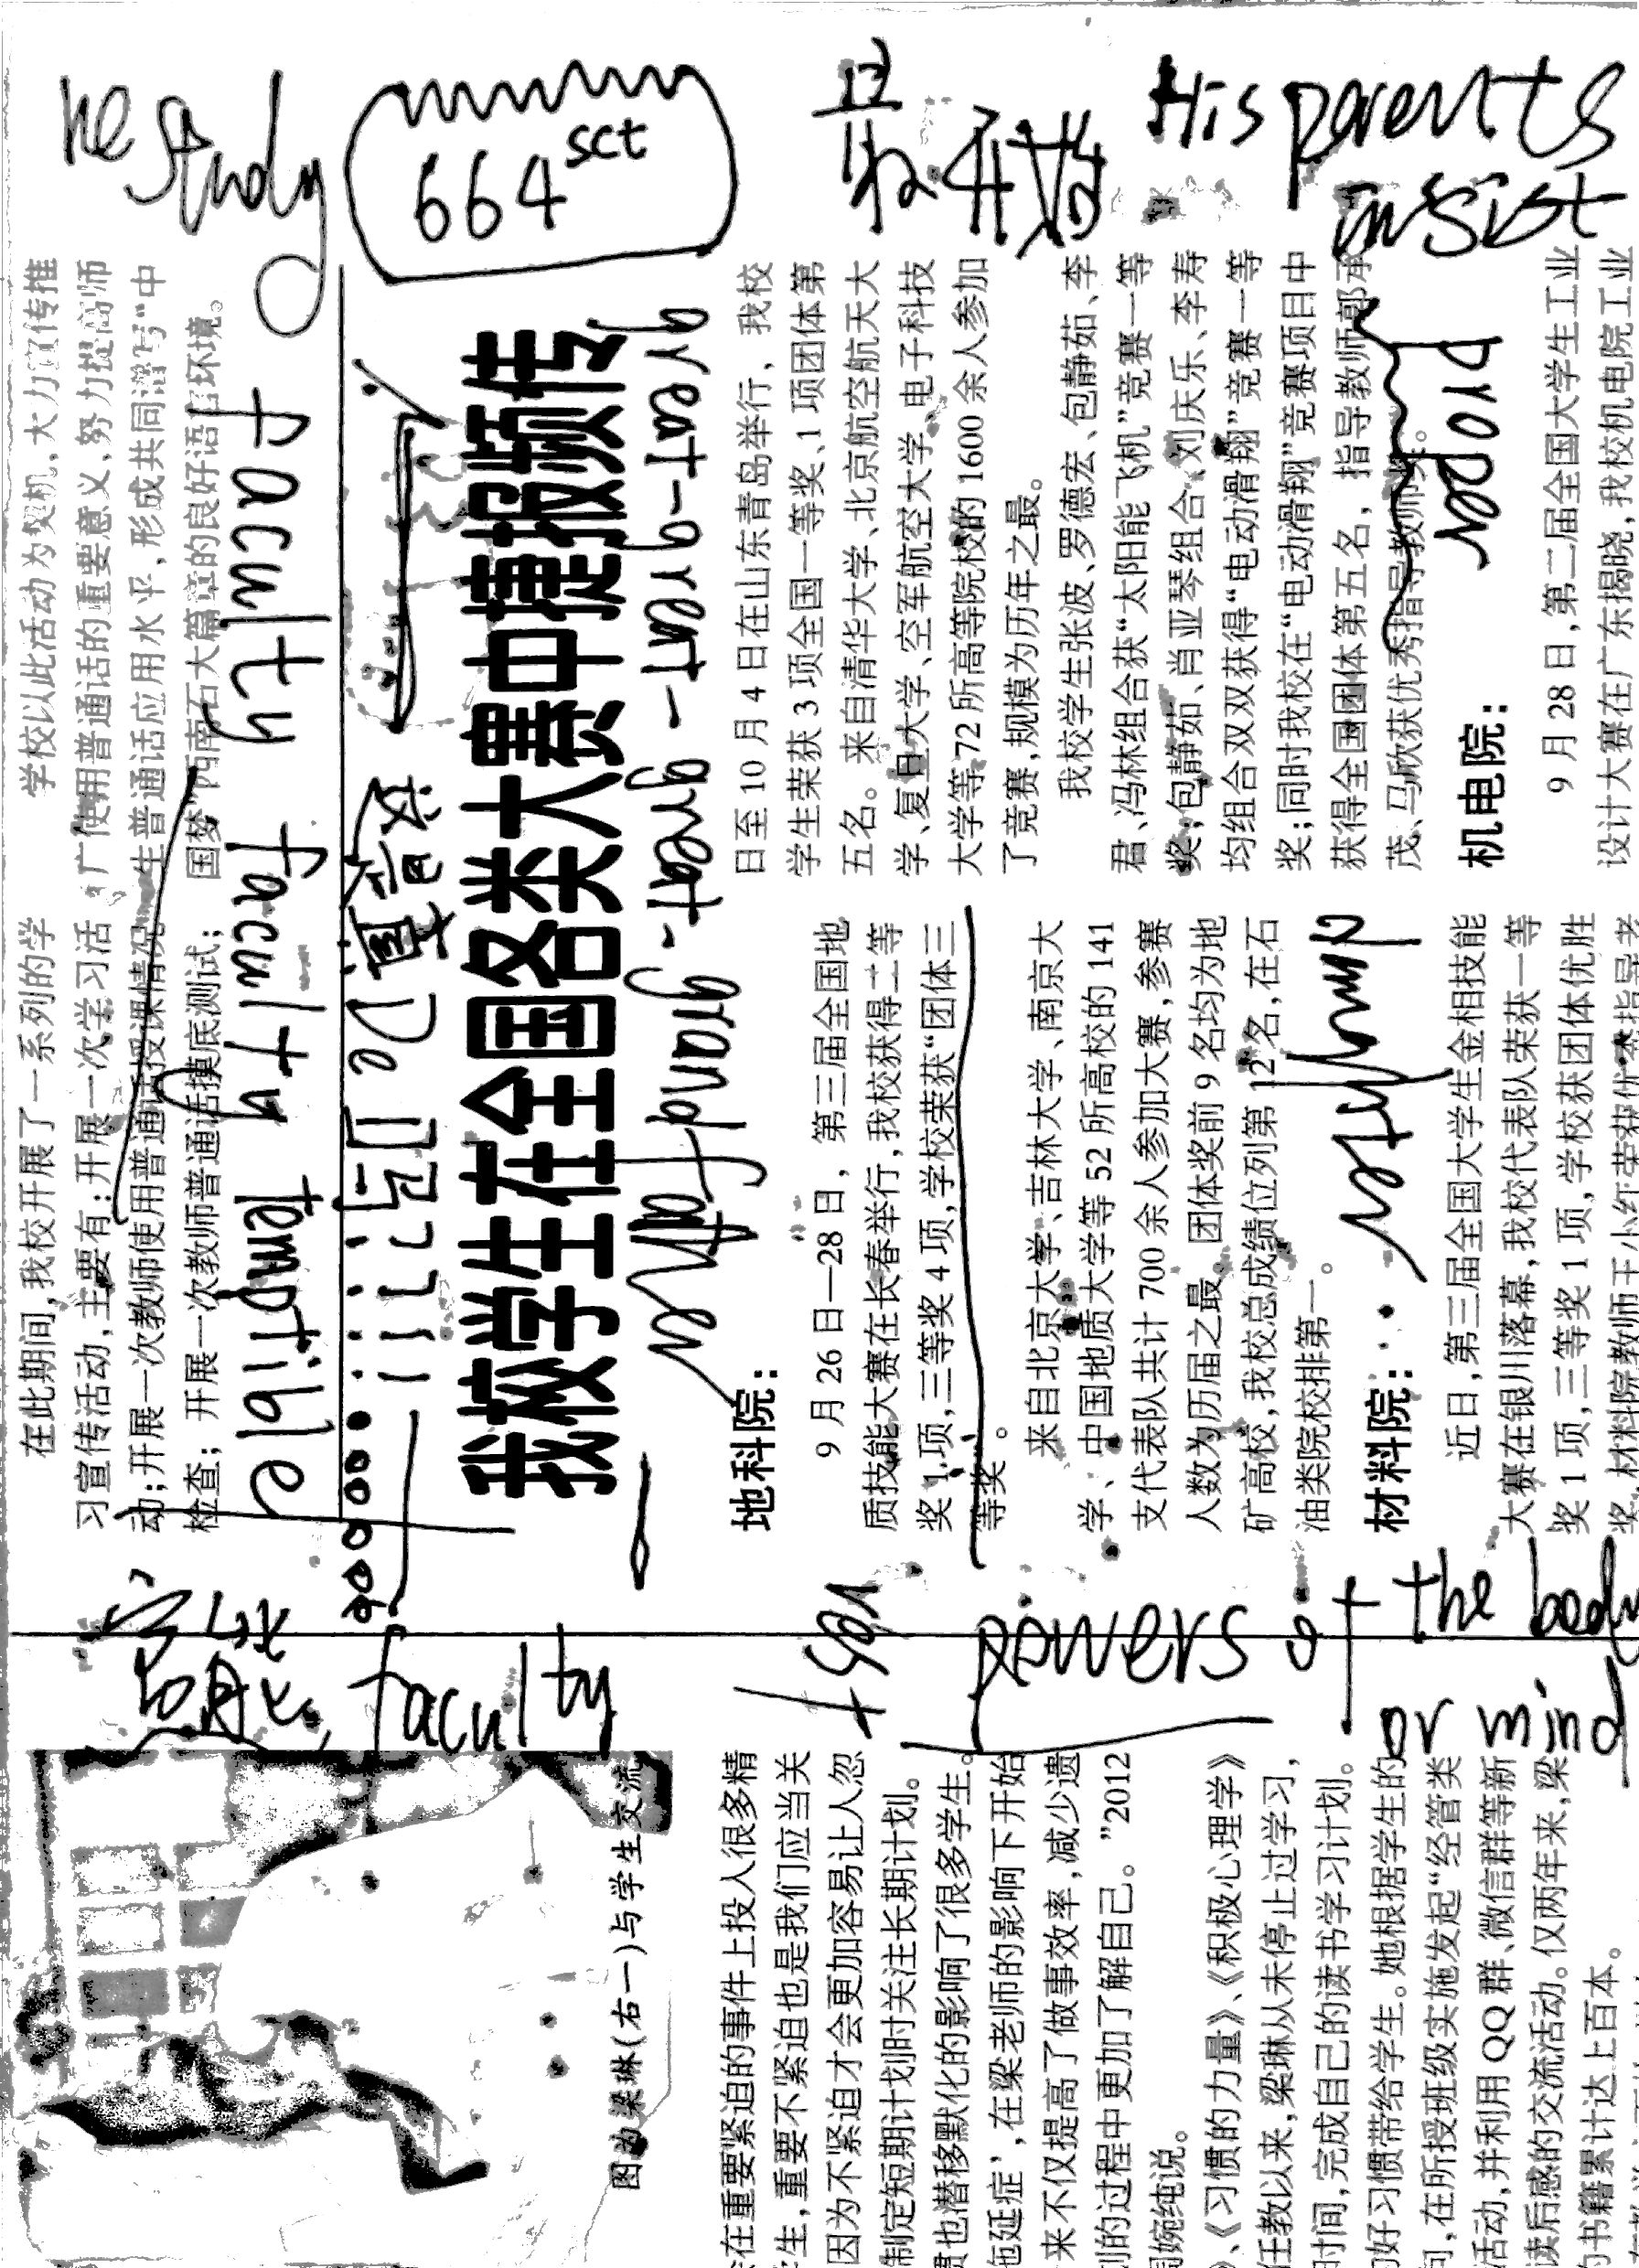 在此期间,我校开展了一系列的学
习宣传活动,主要有:开展一次学习活
动;开展一次教师使用普通话授课情况
检查;开展一次教师普通话摸底测试;
学校以此活动为契机,大力宣传推
广使用普通话的重要意义,努力提高师
生普通话应用水平,形成共同谱写“中
国梦”西南石大篇章的良好语言环境。
he study
faculty faculty Temptible
664 sct
我校学生在全国各类大赛中捷报频传
great-great-great-grand
地科院:
9 月 26 日—28 日，第三届全国地
质技能大赛在长春举行,我校获得二等
奖 1 项,三等奖 4 项,学校荣获“团体三
等奖”。
来自北京大学、吉林大学、南京大
学、中国地质大学等 52 所高校的 141
支代表队共计 700 余人参加大赛,参赛
人数为历届之最。团体奖前 9 名均为地
矿高校,我校总成绩位列第 12 名,在石
油类院校排第一。
材料院:
近日,第三届全国大学生金相技能
大赛在银川落幕,我校代表队荣获一等
奖 1 项,三等奖 1 项,学校获团体优胜
奖,材料院教师王小红荣获优秀指导老
日至 10 月 4 日在山东青岛举行，我校
学生荣获 3 项全国一等奖、1 项团体第
五名。来自清华大学、北京航空航天大
学、复旦大学、空军航空大学、电子科技
大学等 72 所高等院校的 1600 余人参加
了竞赛,规模为历年之最。
我校学生张波、罗德宏、包静茹、李
君、冯林组合获“太阳能飞机”竞赛一等
奖;包静茹、肖亚琴组合、刘庆乐、李寿
均组合双双获得“电动滑翔”竞赛一等
奖;同时我校在“电动滑翔”竞赛项目中
获得全国团体第五名，指导教师郭承
茂、马欣获优秀指导教师奖。
机电院:
9 月 28 日,第二届全国大学生工业
设计大赛在广东揭晓,我校机电院工业
His parents
insist
官能 faculty
powers of the body
or mind
图为梁琳(右一)与学生交流
在重要紧迫的事件上投入很多精
生，重要不紧迫也是我们应当关
因为不紧迫才会更加容易让人忽
制定短期计划时关注长期计划。
惯也潜移默化的影响了很多学生。
拖延症’,在梁老师的影响下开始
来不仅提高了做事效率,减少遗
划的过程中更加了解自己。”2012
周婉纯说。
、《习惯的力量》、《积极心理学》
任教以来,梁琳从未停止过学习,
时间,完成自己的读书学习计划。
的好习惯带给学生。她根据学生的
,在所授班级实施发起“经管类
活动,并利用 QQ 群、微信群等新
读后感的交流活动。仅两年来,梁
的书籍累计达上百本。